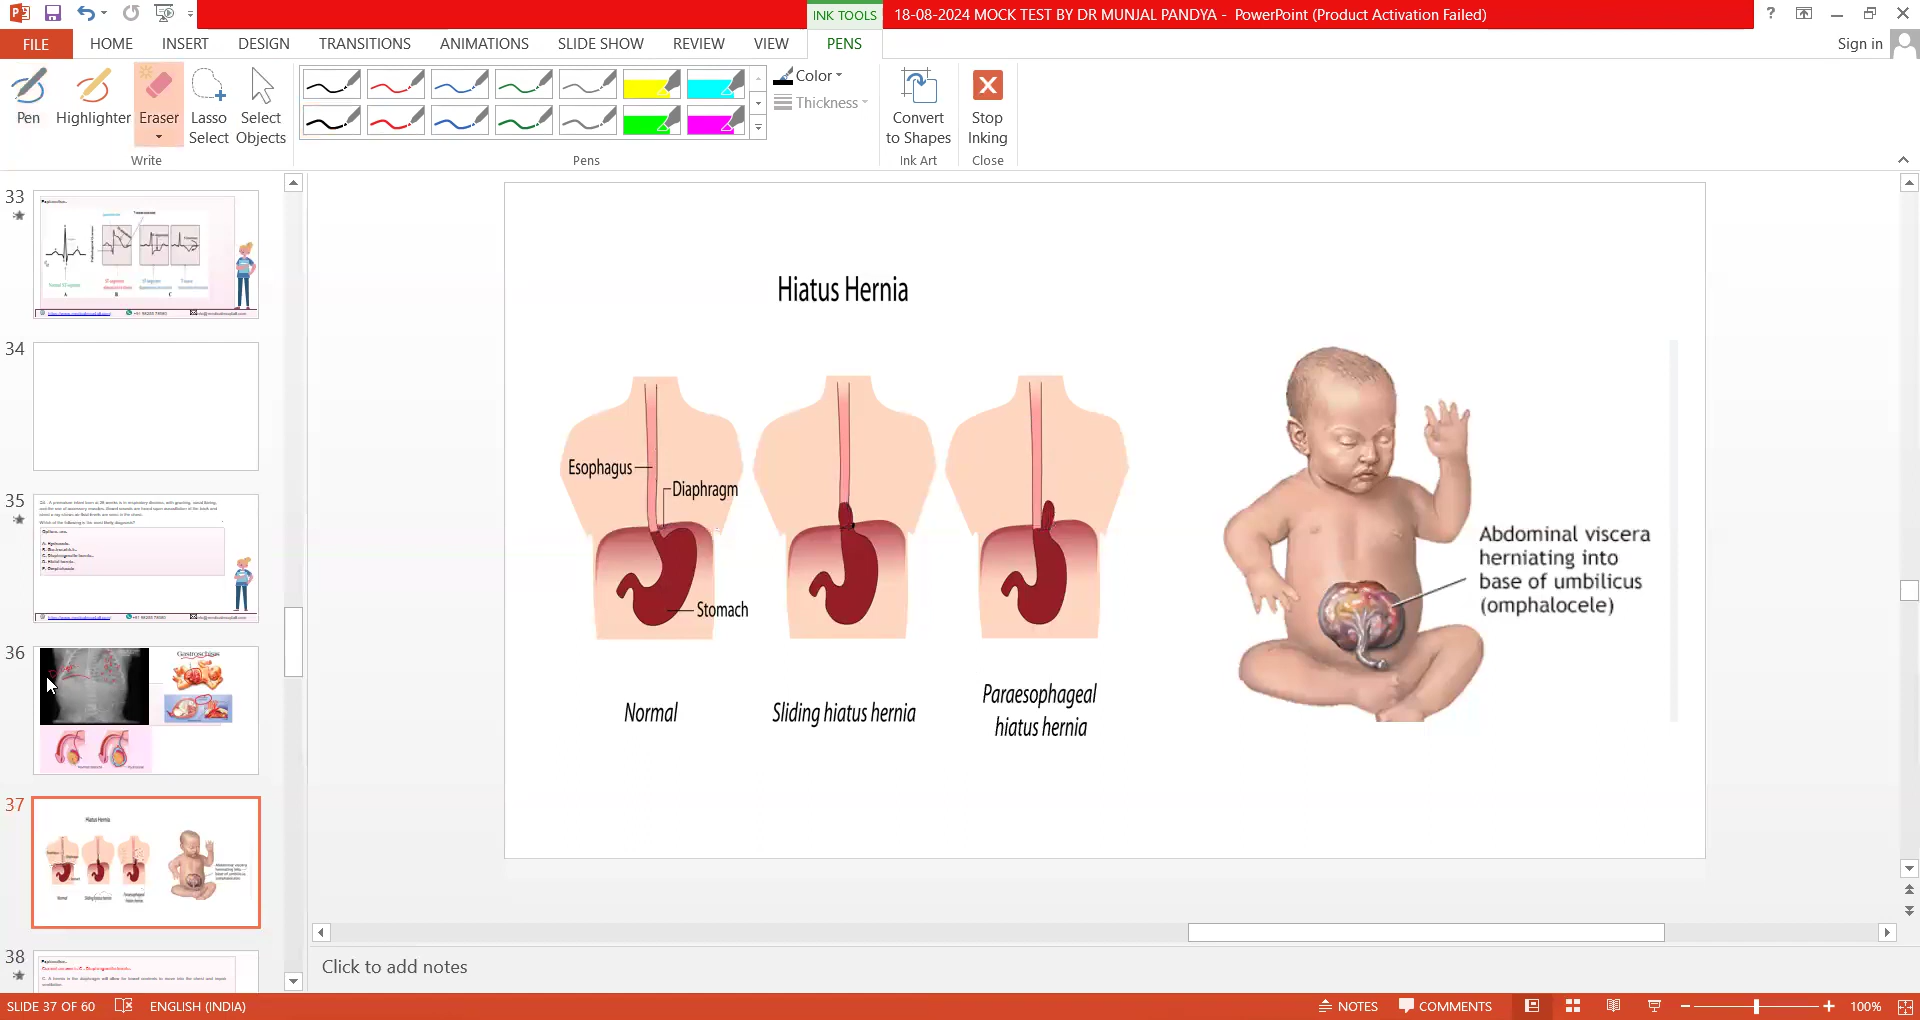 INK TOOLS
18-08-2024 MOCK TEST BY DR MUNJAL PANDYA - PowerPoint (Product Activation Failed)
FILE HOME INSERT DESIGN TRANSITIONS ANIMATIONS SLIDE SHOW REVIEW VIEW PENS
Sign in
Pen Highlighter Eraser Lasso Select Select Objects
Color
Thickness
Convert to Shapes
Stop Inking
Write Pens Ink Art Close
33
34
35
36
Gastroschisis
37
Hiatus Hernia
38
Hiatus Hernia
Esophagus
Diaphragm
Stomach
Normal
Sliding hiatus hernia
Paraesophageal
hiatus hernia
Abdominal viscera
herniating into
base of umbilicus
(omphalocele)
Click to add notes
SLIDE 37 OF 60 ENGLISH (INDIA) NOTES COMMENTS 100%